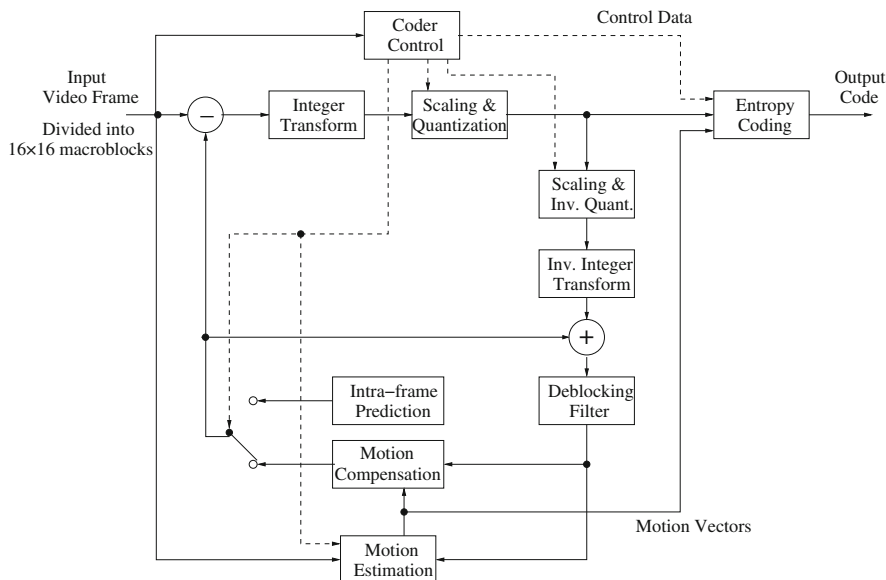 Coder
Control
Control Data
Input
Video Frame
Divided into
16×16 macroblocks
−
Integer
Transform
Scaling &
Quantization
Entropy
Coding
Output
Code
Scaling &
Inv. Quant.
Inv. Integer
Transform
+
Deblocking
Filter
Intra−frame
Prediction
Motion
Compensation
Motion Vectors
Motion
Estimation